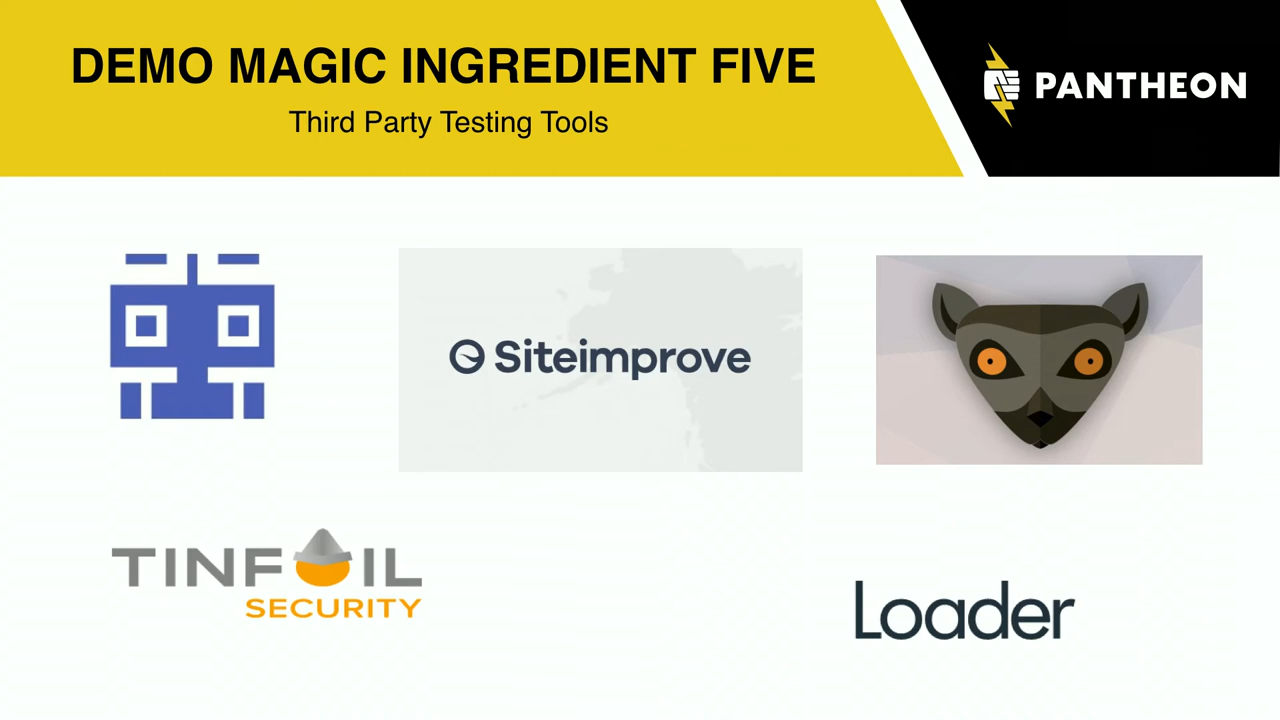 DEMO MAGIC INGREDIENT FIVE
Third Party Testing Tools
PANTHEON
Siteimprove
TINFOIL
SECURITY
Loader